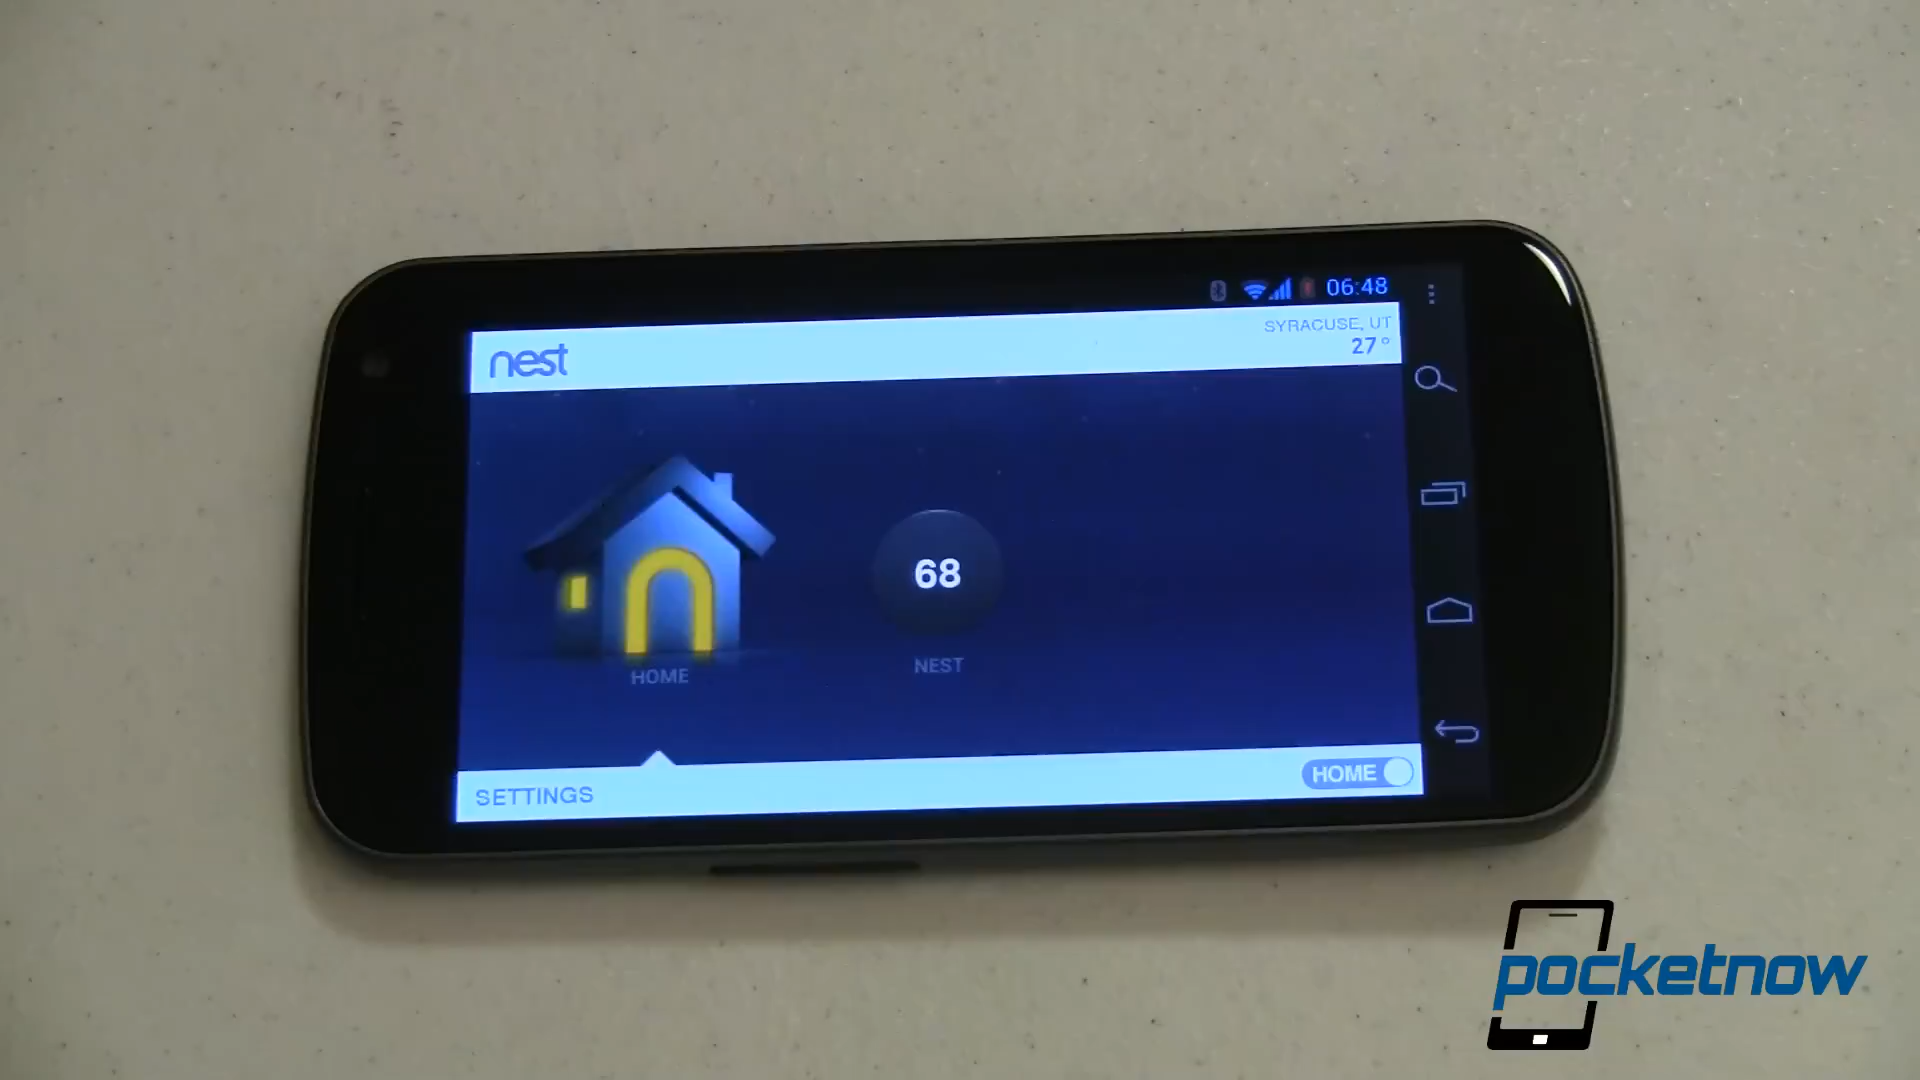 06:48
nest
SYRACUSE, UT
27°
68
HOME
NEST
SETTINGS
HOME
pocketnow